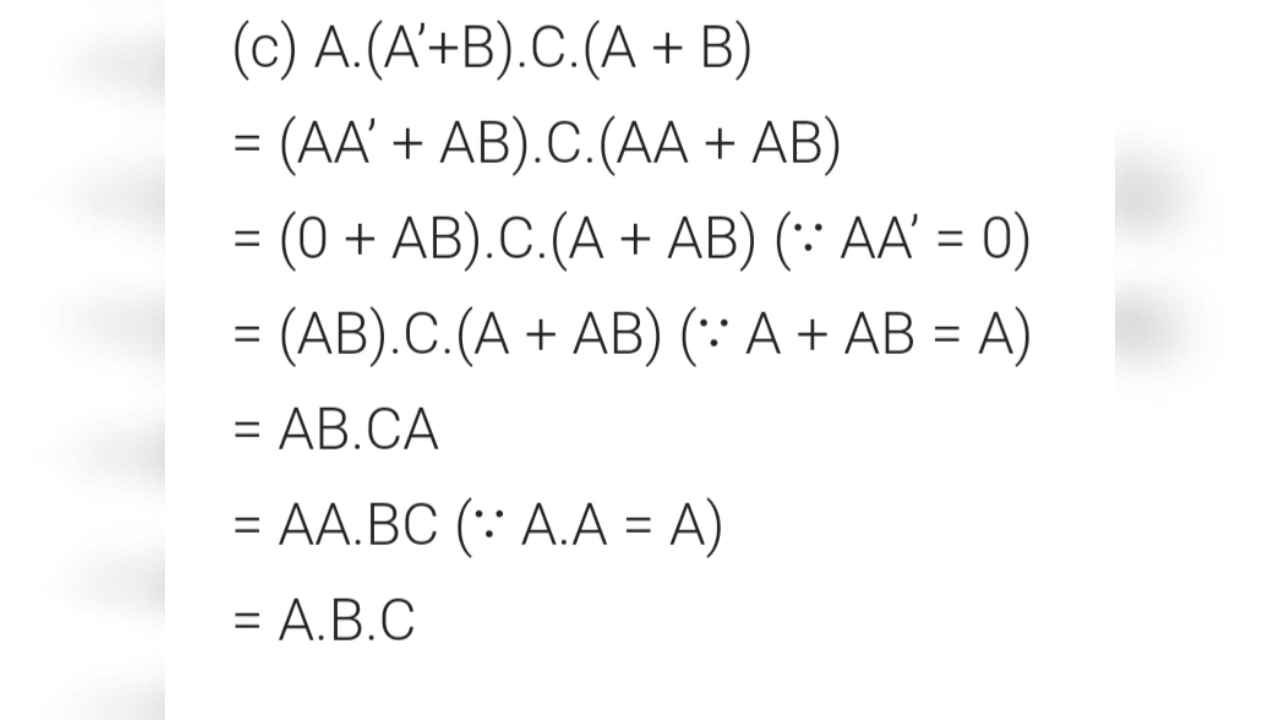 (c) A.(A’+B).C.(A + B)
= (AA’ + AB).C.(AA + AB)
= (0 + AB).C.(A + AB) (∵ AA’ = 0)
= (AB).C.(A + AB) (∵ A + AB = A)
= AB.CA
= AA.BC (∵ A.A = A)
= A.B.C